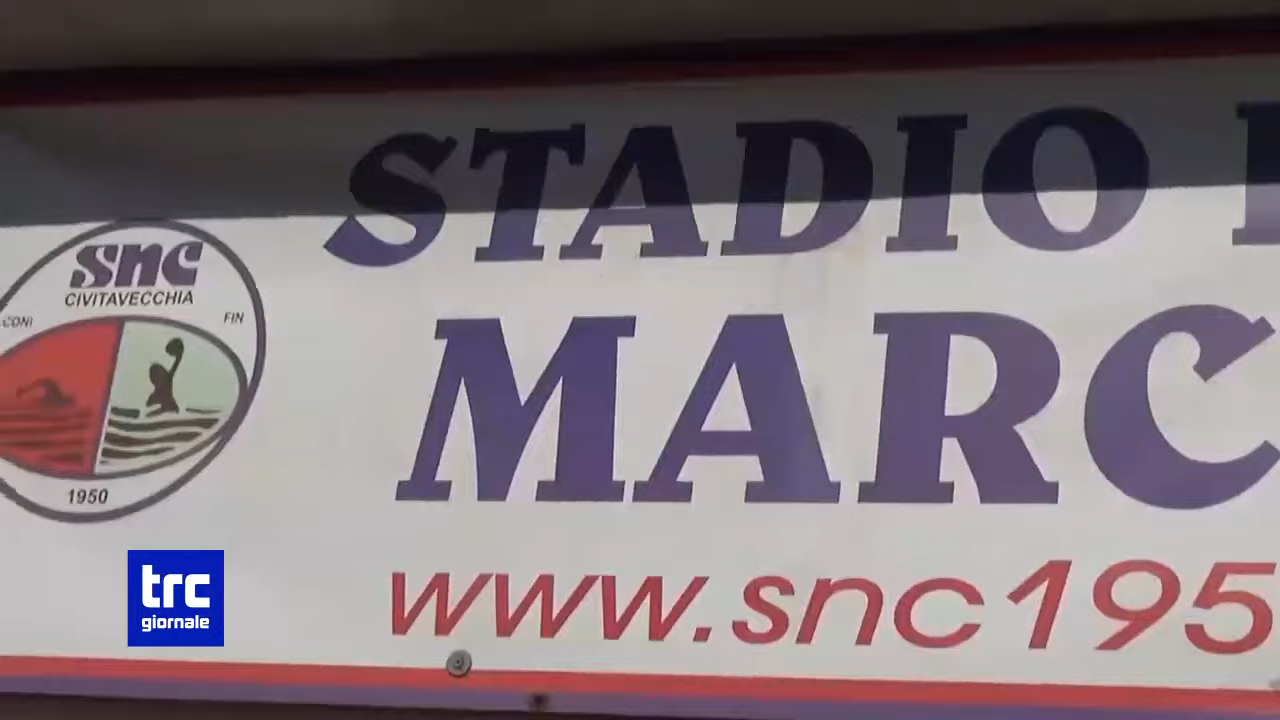 STADIO
MARC
snc
CIVITAVECCHIA
CONI
FIN
1950
www.snc195
trc
giornale